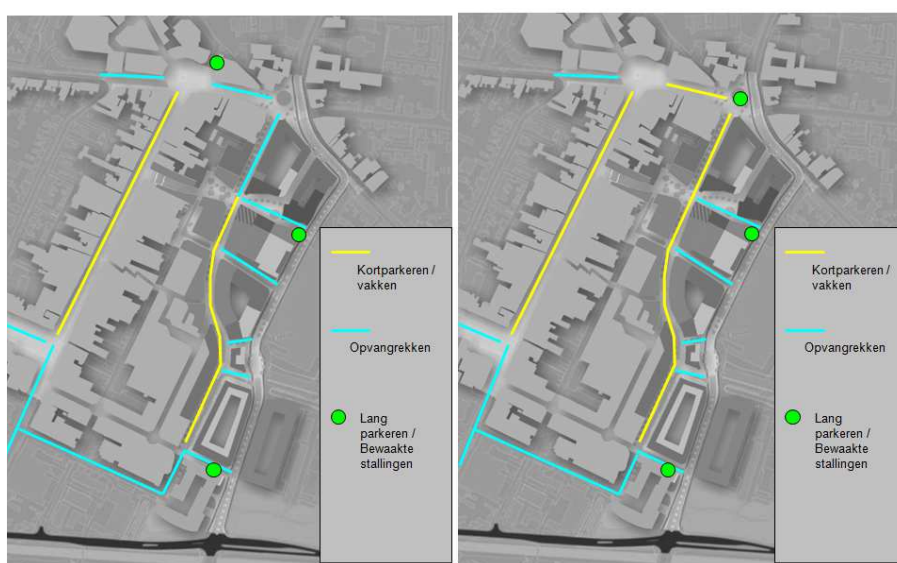 Kortparkeren /
vakken
Opvangrekken
Lang
parkeren /
Bewaakte
stallingen
Kortparkeren /
vakken
Opvangrekken
Lang
parkeren /
Bewaakte
stallingen